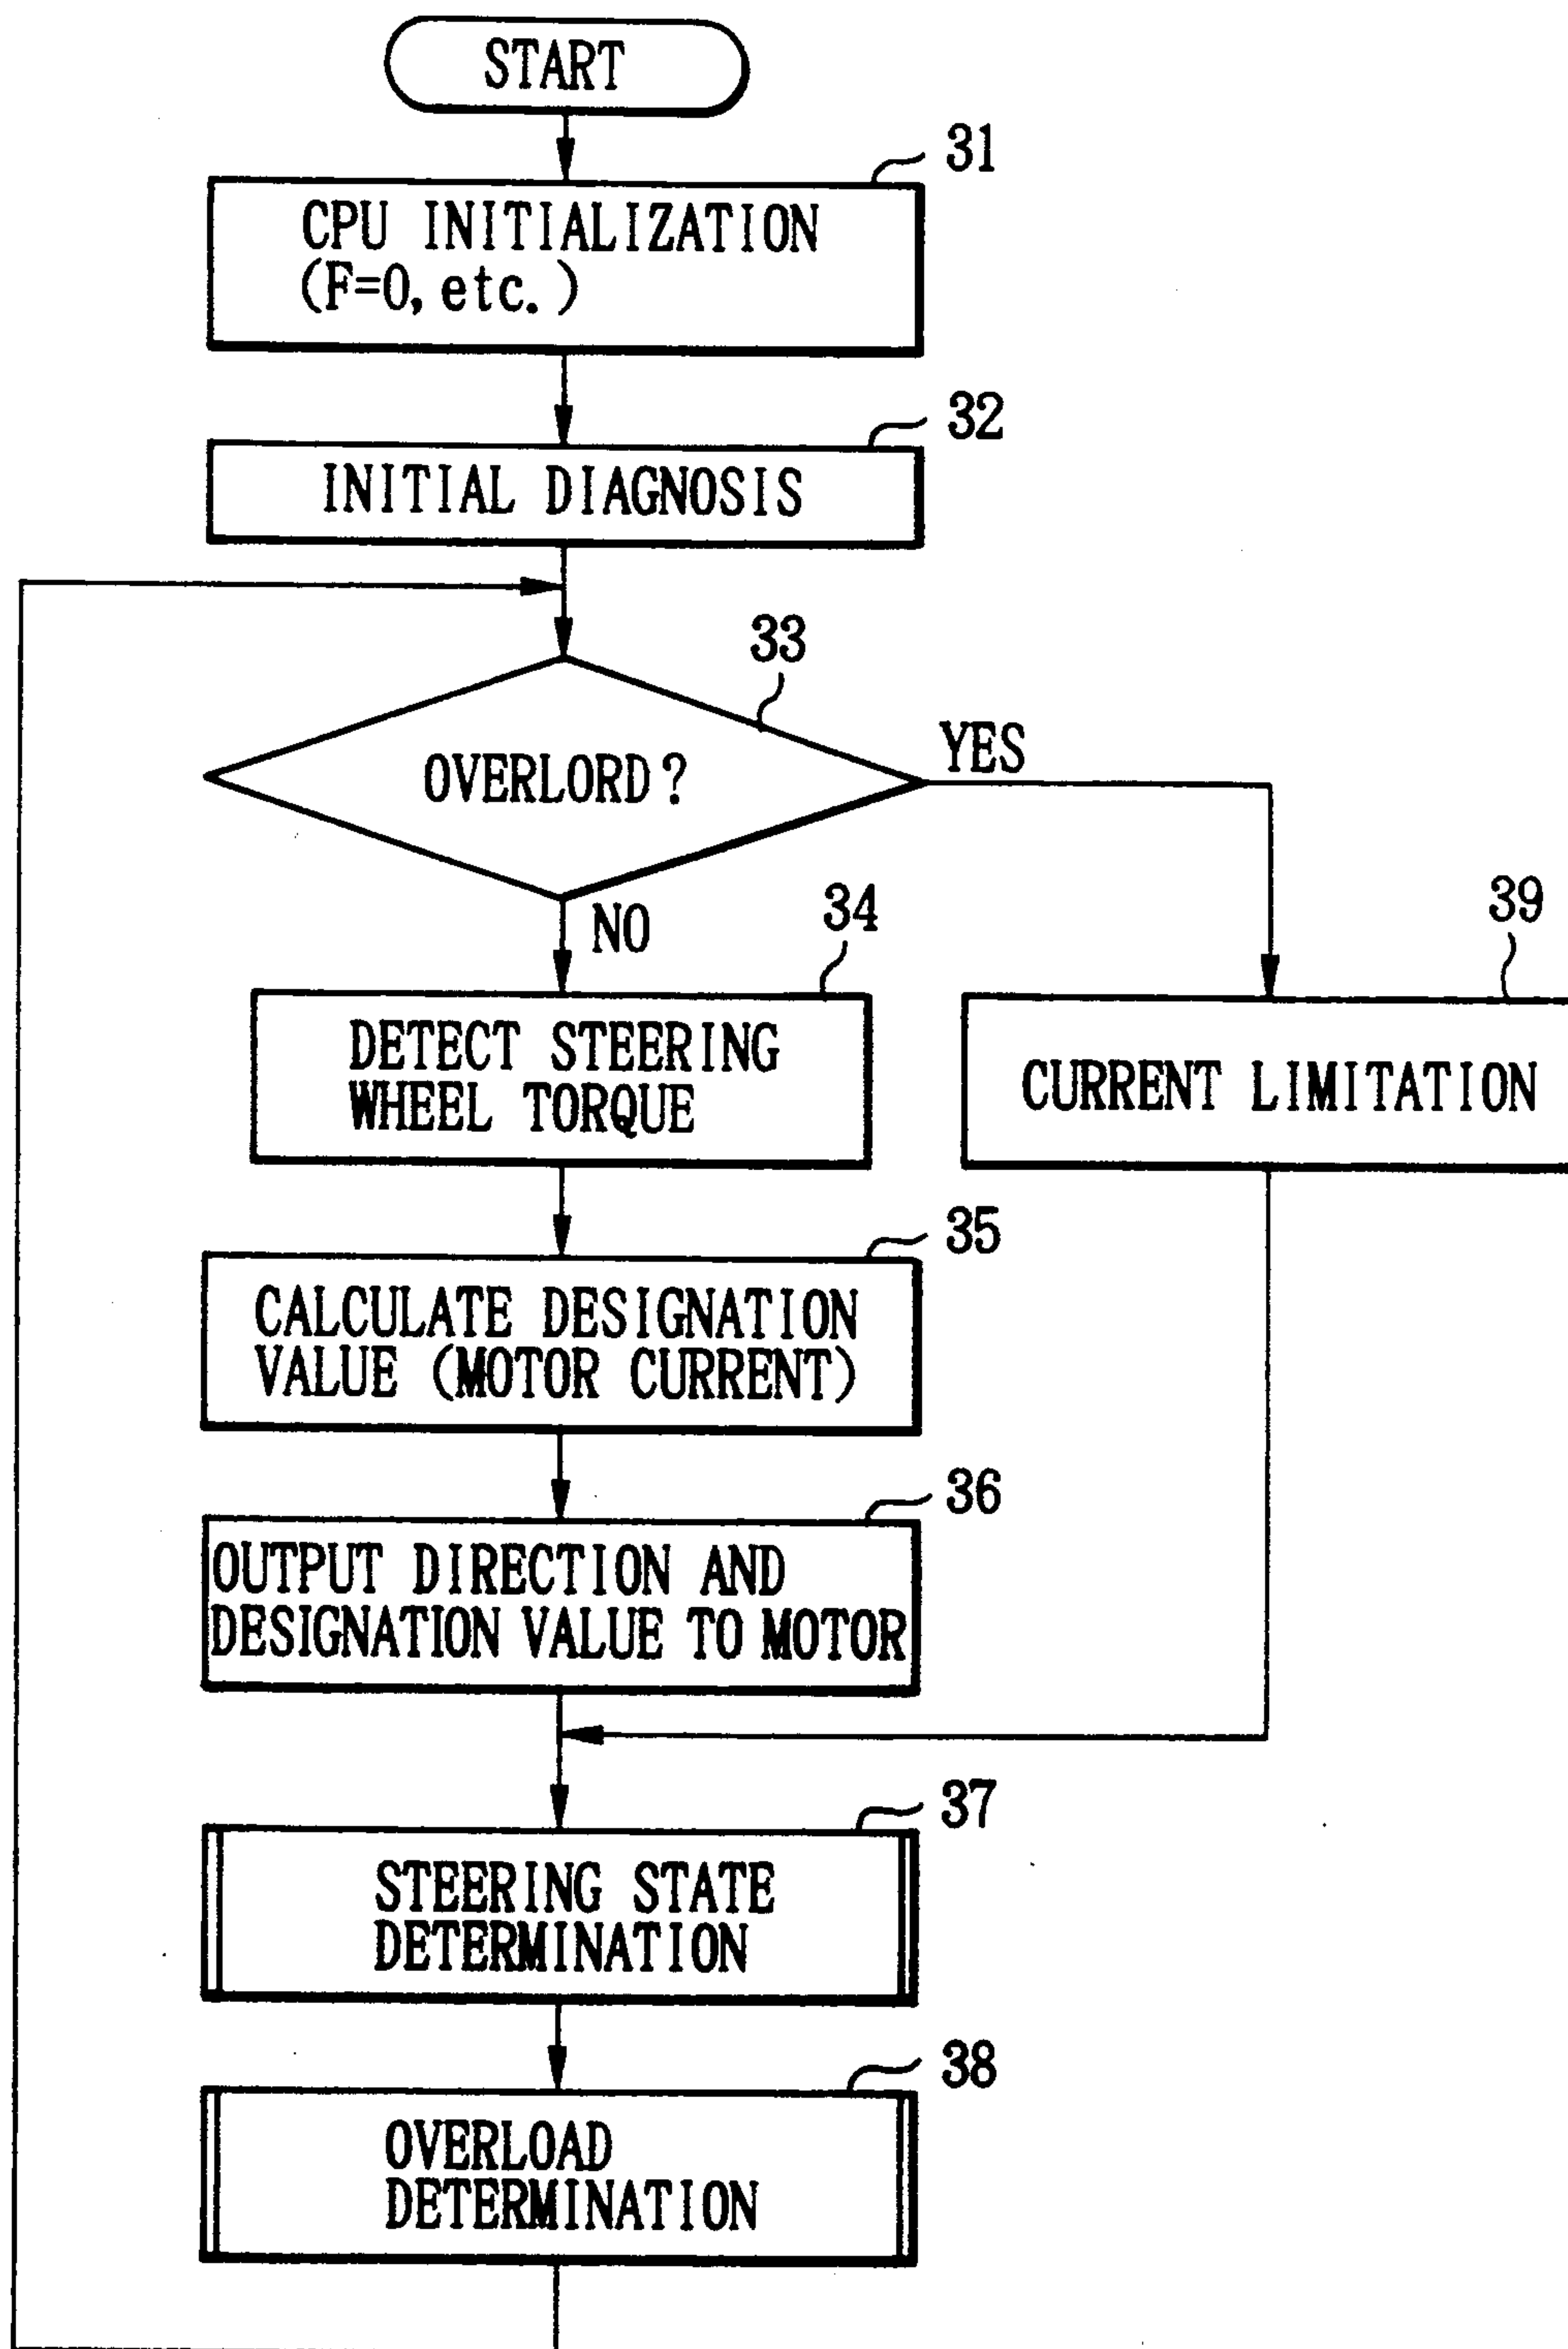 START
31
CPU INITIALIZATION
(F=0, etc.)
32
INITIAL DIAGNOSIS
33
OVERLORD?
YES
NO
34
39
DETECT STEERING
WHEEL TORQUE
CURRENT LIMITATION
35
CALCULATE DESIGNATION
VALUE (MOTOR CURRENT)
36
OUTPUT DIRECTION AND
DESIGNATION VALUE TO MOTOR
37
STEERING STATE
DETERMINATION
38
OVERLOAD
DETERMINATION